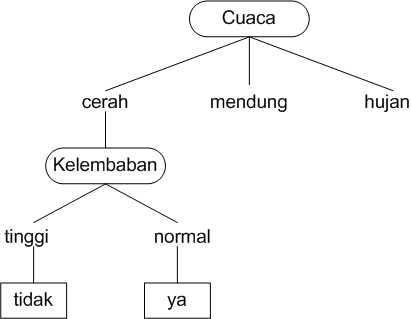 Cuaca
cerah mendung hujan
Kelembaban
tinggi normal
tidak ya